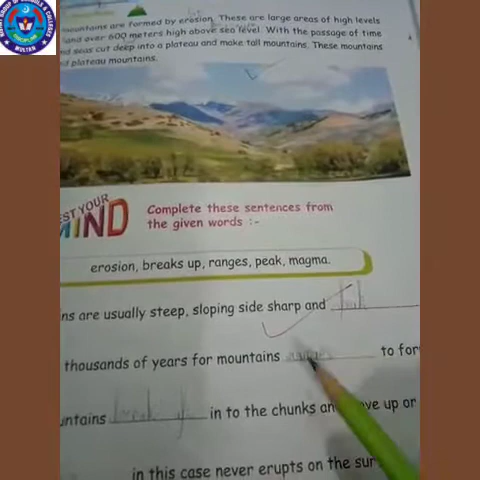 mountains are formed by erosion. These are large areas of high levels
land over 600 meters high above sea level. With the passage of time
nd seas cut deep into a plateau and make tall mountains. These mountains
d plateau mountains.
EST YOUR
MIND
Complete these sentences from
the given words :-
erosion, breaks up, ranges, peak, magma.
ns are usually steep, sloping side sharp and
thousands of years for mountains to for
untains in to the chunks an ve up or
in this case never erupts on the sur
MULTAN